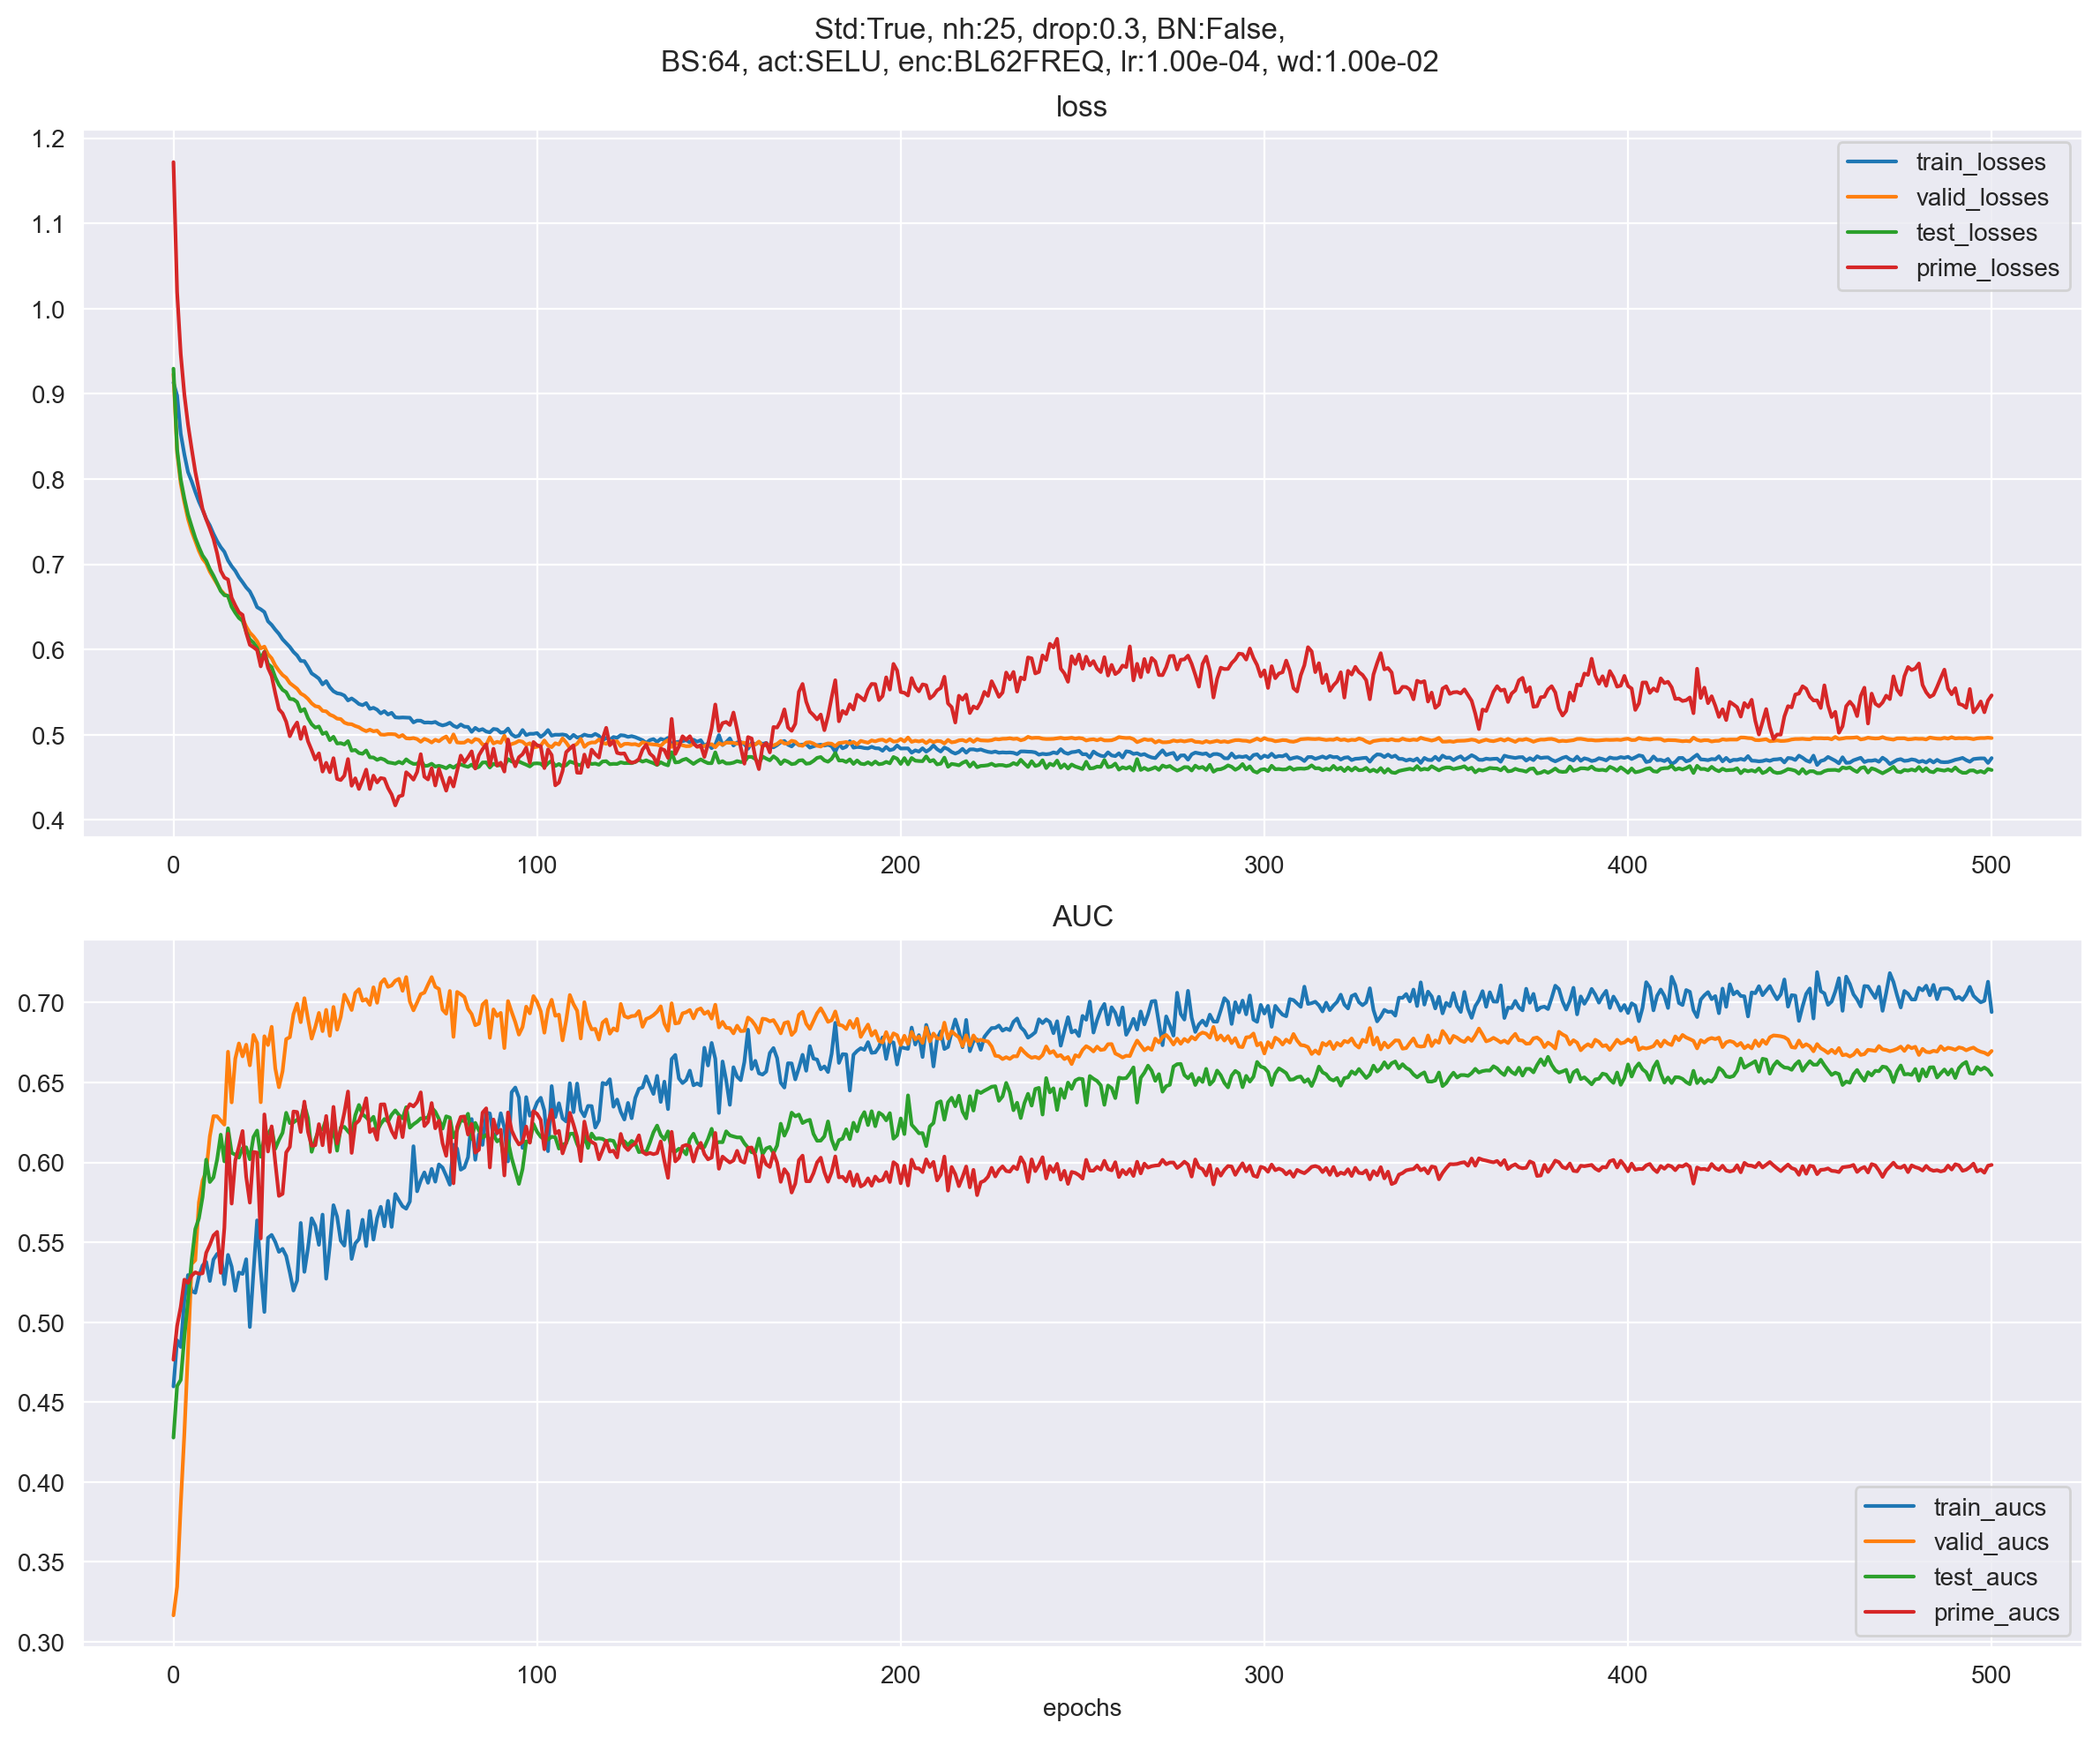 Std:True, nh:25, drop:0.3, BN:False,
BS:64, act:SELU, enc:BL62FREQ, lr:1.00e-04, wd:1.00e-02
loss
1.2
1.1
1.0
0.9
0.8
0.7
0.6
0.5
0.4
train_losses
valid_losses
test_losses
prime_losses
0 100 200 300 400 500
AUC
0.70
0.65
0.60
0.55
0.50
0.45
0.40
0.35
0.30
train_aucs
valid_aucs
test_aucs
prime_aucs
0 100 200 300 400 500
epochs